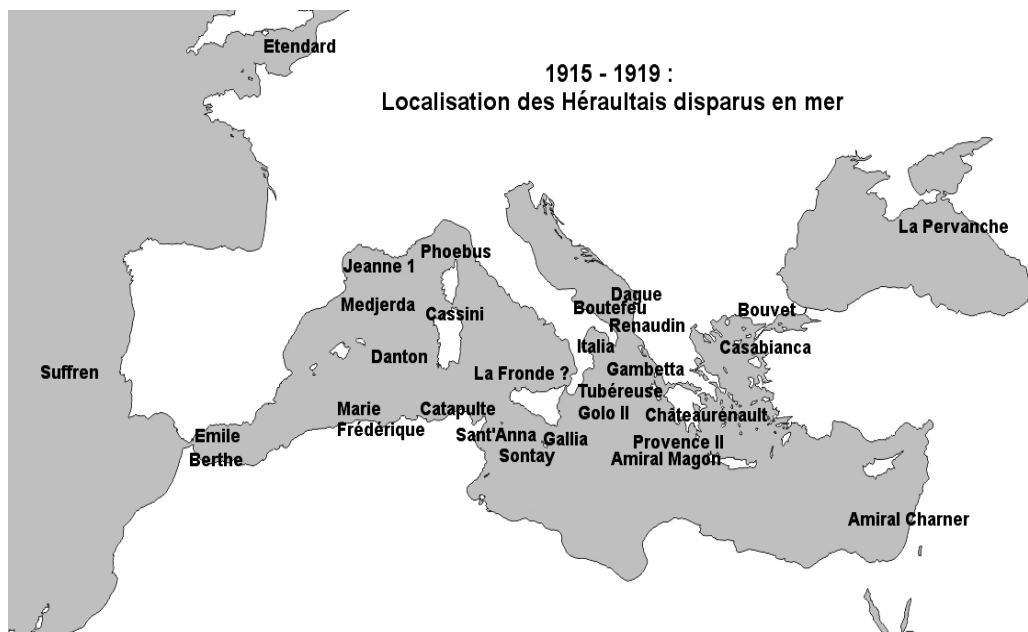 Etendard
1915 - 1919 :
Localisation des Héraultais disparus en mer
La Pervanche
Phoebus
Jeanne 1
Medjerda
Cassini
Dague
Boutefeu
Renaudin
Bouvet
Italia
Casabianca
Danton
Suffren
La Fronde ?
Gambetta
Tubéreuse
Marie
Frédérique
Catapulte
Golo II
Châteaurenault
Emile
Berthe
Sant'Anna
Gallia
Sontay
Provence II
Amiral Magon
Amiral Charner